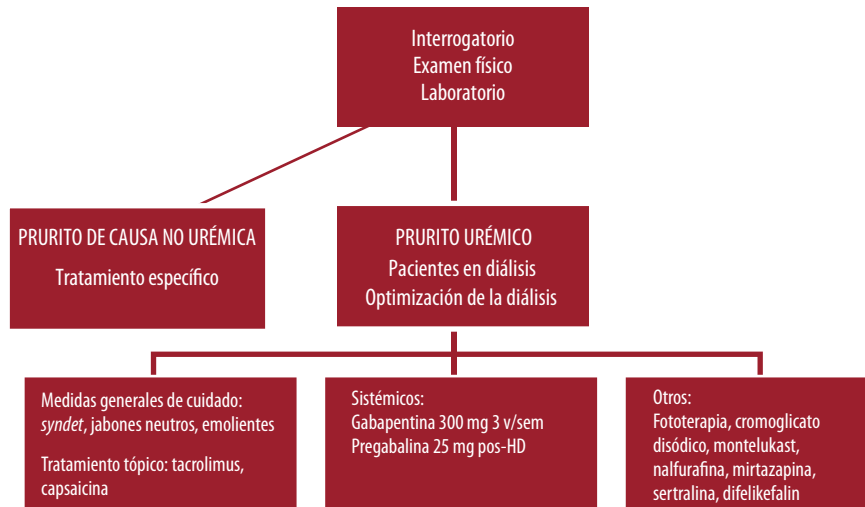 Interrogatorio
Examen físico
Laboratorio
PRURITO DE CAUSA NO URÉMICA
Tratamiento específico
PRURITO URÉMICO
Pacientes en diálisis
Optimización de la diálisis
Medidas generales de cuidado:
syndet, jabones neutros, emolientes
Tratamiento tópico: tacrolimus,
capsaicina
Sistémicos:
Gabapentina 300 mg 3 v/sem
Pregabalina 25 mg pos-HD
Otros:
Fototerapia, cromoglicato
disódico, montelukast,
nalfurafina, mirtazapina,
sertralina, difelikefalin